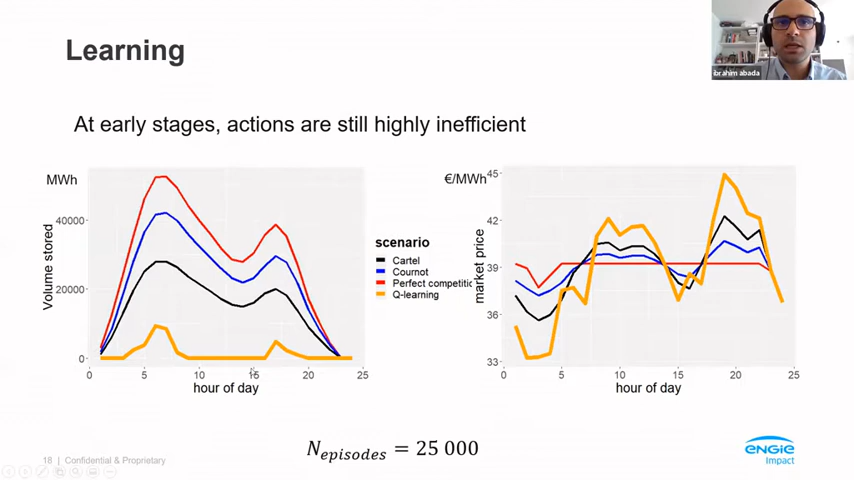 Learning
ibrahim abada
At early stages, actions are still highly inefficient
MWh
40000
20000
0
Volume stored
0
5
10
15
20
25
hour of day
scenario
Cartel
Cournot
Perfect competitic
Q-learning
€/MWh
45
42
39
36
33
market price
0
5
10
15
20
25
hour of day
N episodes = 25 000
18 | Confidential & Proprietary
ENGIE
Impact